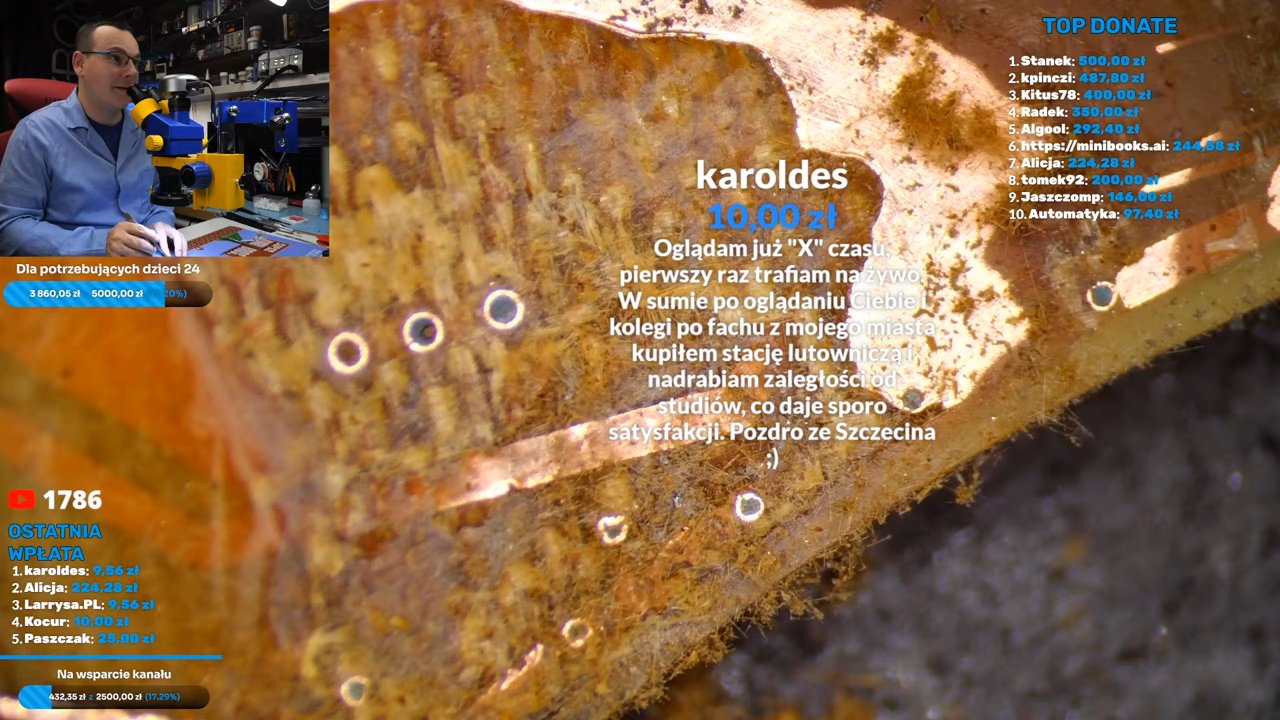 TOP DONATE
1. Stanek: 500,00 zł
2. kpinczi: 487,80 zł
3. Kitus78: 400,00 zł
4. Radek: 350,00 zł
5. Algool: 292,40 zł
6. https://minibooks.ai: 244,58 zł
7. Alicja: 224,28 zł
8. tomek92: 200,00 zł
9. Jaszczomp: 146,00 zł
10. Automatyka: 97,40 zł
karoldes
10,00 zł
Oglądam już "X" czasu,
pierwszy raz trafiam na żywo.
W sumie po oglądaniu Ciebie i
kolegi po fachu z mojego miasta
kupiłem stację lutowniczą i
nadrabiam zaległości od
studiów, co daje sporo
satysfakcji. Pozdro ze Szczecina
;)
Dla potrzebujących dzieci 24
3 860,05 zł 5000,00 zł 20%)
1786
OSTATNIA
WPŁATA
1. karoldes: 9,56 zł
2. Alicja: 224,28 zł
3. Larrysa.PL: 9,56 zł
4. Kocur: 10,00 zł
5. Paszczak: 25,00 zł
Na wsparcie kanału
432,35 zł z 2500,00 zł (17.29%)